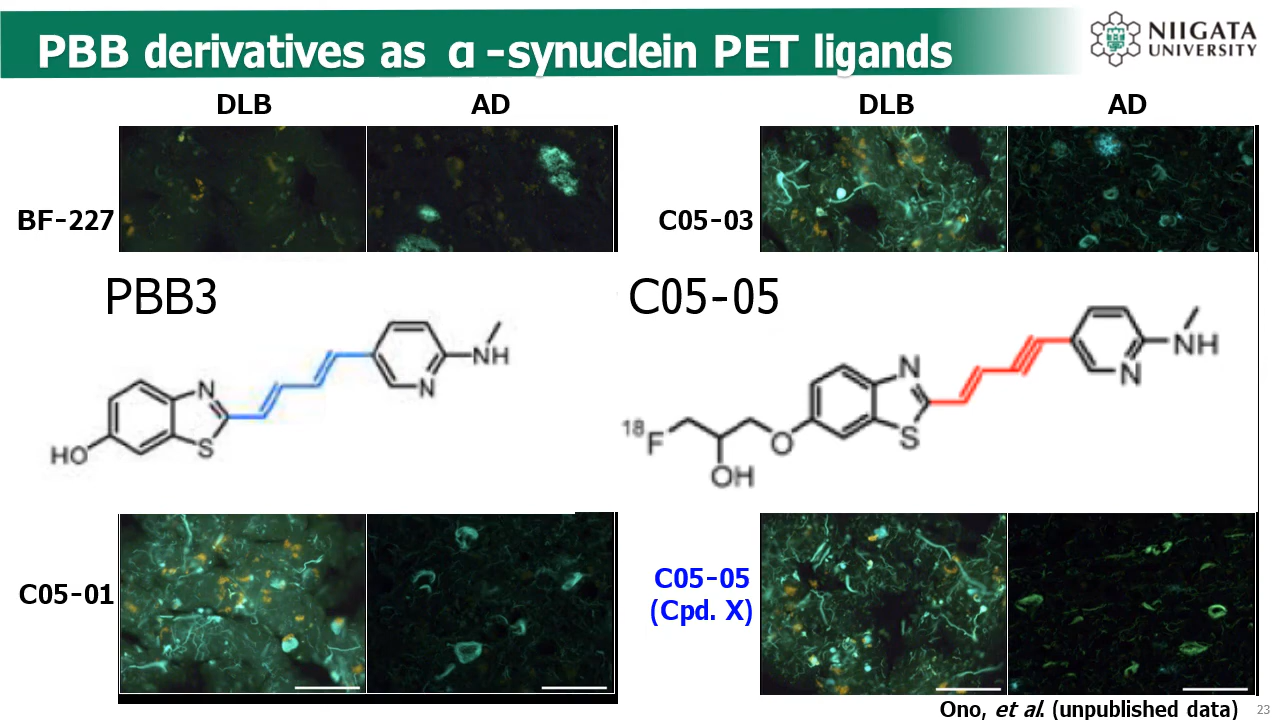 PBB derivatives as α-synuclein PET ligands
NIIGATA
UNIVERSITY
DLB
AD
DLB
AD
BF-227
C05-03
PBB3
C05-05
N
S
HO
N
NH
18F
OH
O
N
S
N
NH
C05-01
C05-05
(Cpd. X)
Ono, et al. (unpublished data)
23